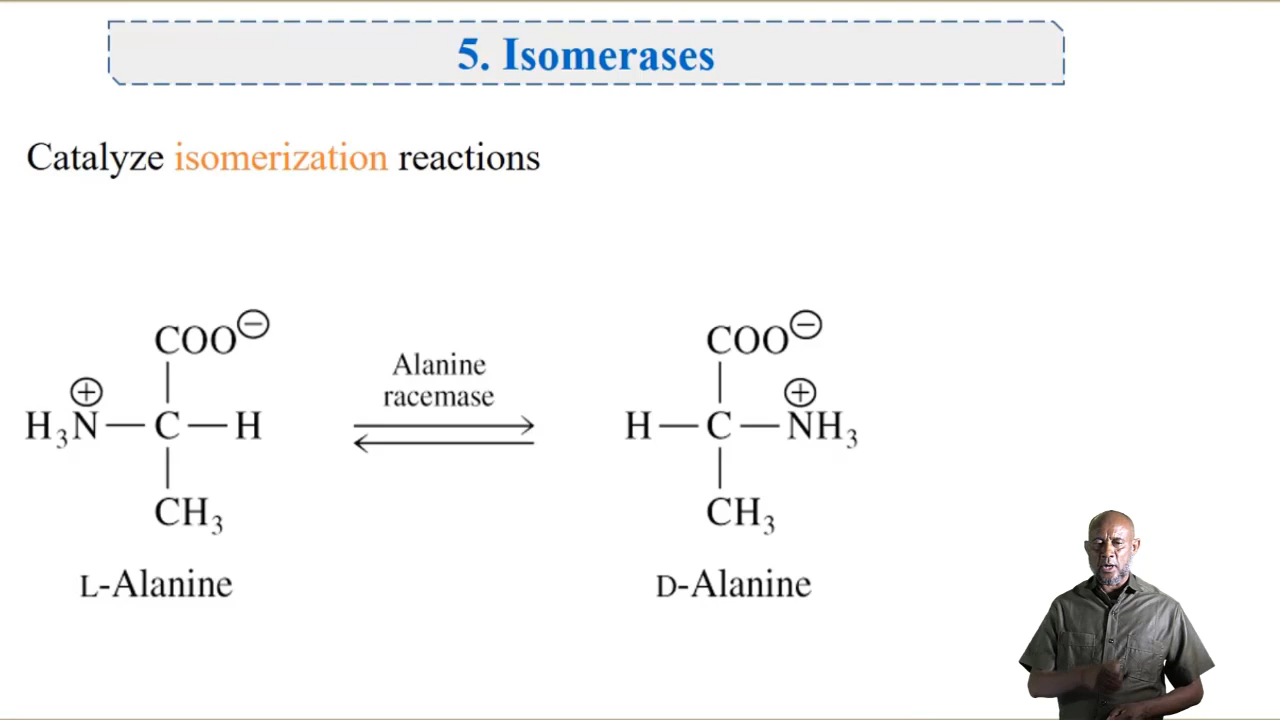 5. Isomerases
Catalyze isomerization reactions
COO⊖
⊕
H₃N—C—H
CH₃
L-Alanine
Alanine
racemase
COO⊖
⊕
H—C—NH₃
CH₃
D-Alanine